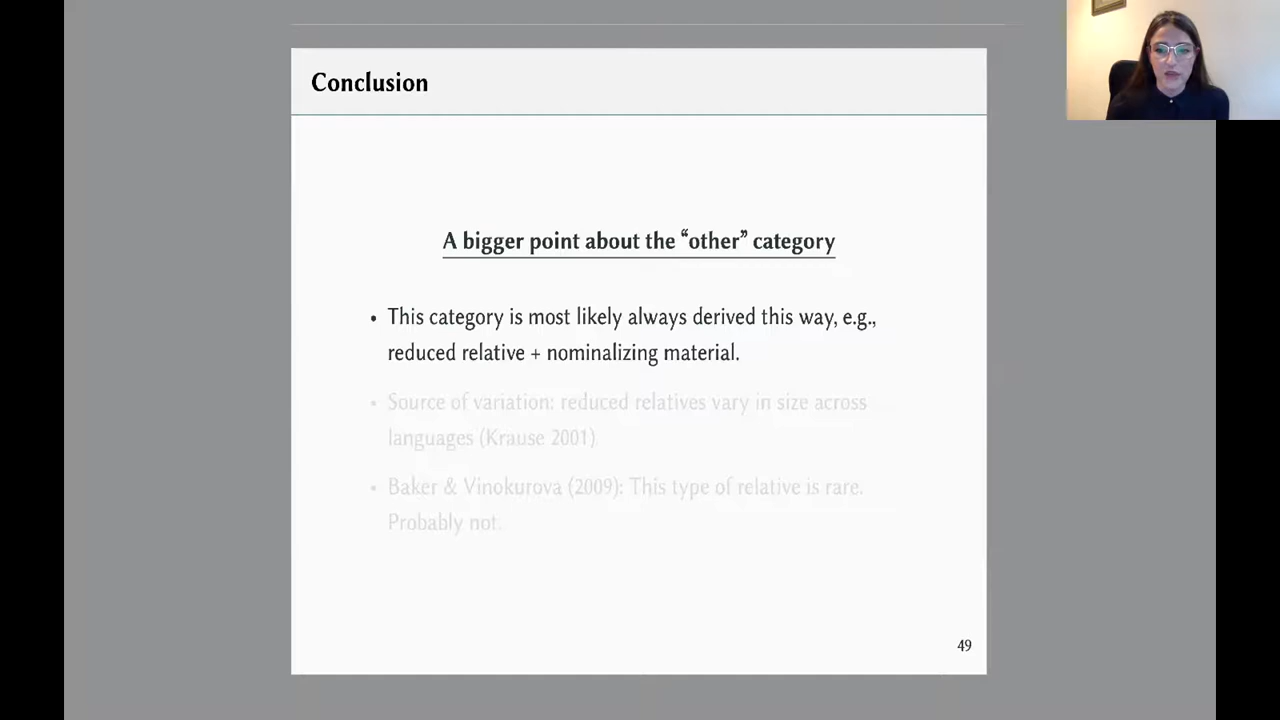 Conclusion
A bigger point about the “other” category
• This category is most likely always derived this way, e.g.,
reduced relative + nominalizing material.
• Source of variation: reduced relatives vary in size across
languages (Krause 2001)
• Baker & Vinokurova (2009): This type of relative is rare.
Probably not.
49